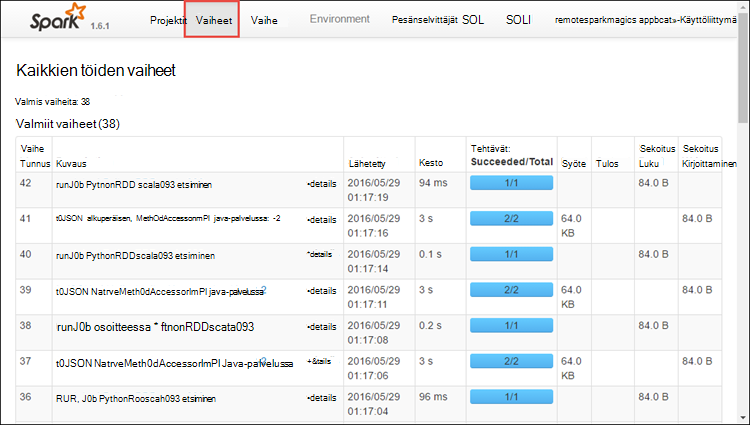 Spark 1.6.1 Projektit Vaiheet Vaihe Environment Pesänselvittäjät SOL SOLI remotesparkmagics appbcat»-Käyttöliittymä
Kaikkien töiden vaiheet
Valmis vaiheita: 38
Valmiit vaiheet (38)
Vaihe Tunnus Kuvaus Lähetetty Kesto Tehtävät: Succeeded/Total Syöte Tulos Sekoitus Luku Sekoitus Kirjoittaminen
42 runJ0b PytnonRDD scala093 etsiminen •details 2016/05/29 94 ms 1/1 84.0 B
01:17:19
41 t0JSON alkuperäisen, MethOdAccessonmPI java-palvelussa: -2 •details 2016/05/29 3 s 2/2 64.0 84.0 B
01:17:16 KB
40 runJ0b PythonRDDscala093 etsiminen *details 2016/05/29 0.1 s 1/1 84.0 B
01:17:14
39 t0JSON NatrveMeth0dAccessorImPI java-palvelussa2 •details 2016/05/29 3 s 2/2 64.0 84.0 B
01:17:11 KB
38 runJ0b osoitteessa * ftnonRDDscata093 •details 2016/05/29 0.2 s 1/1 84.0 B
01:17:08
37 t0JSON NatrveMeth0dAccessorImPI Java-palvelussa2 +&tails 2016/05/29 3 s 2/2 64.0 84.0 B
01:17:06 KB
36 RUR, J0b PythonRooscah093 etsiminen •details 2016/05/29 96 ms 1/1 84.0 B
01:17:04